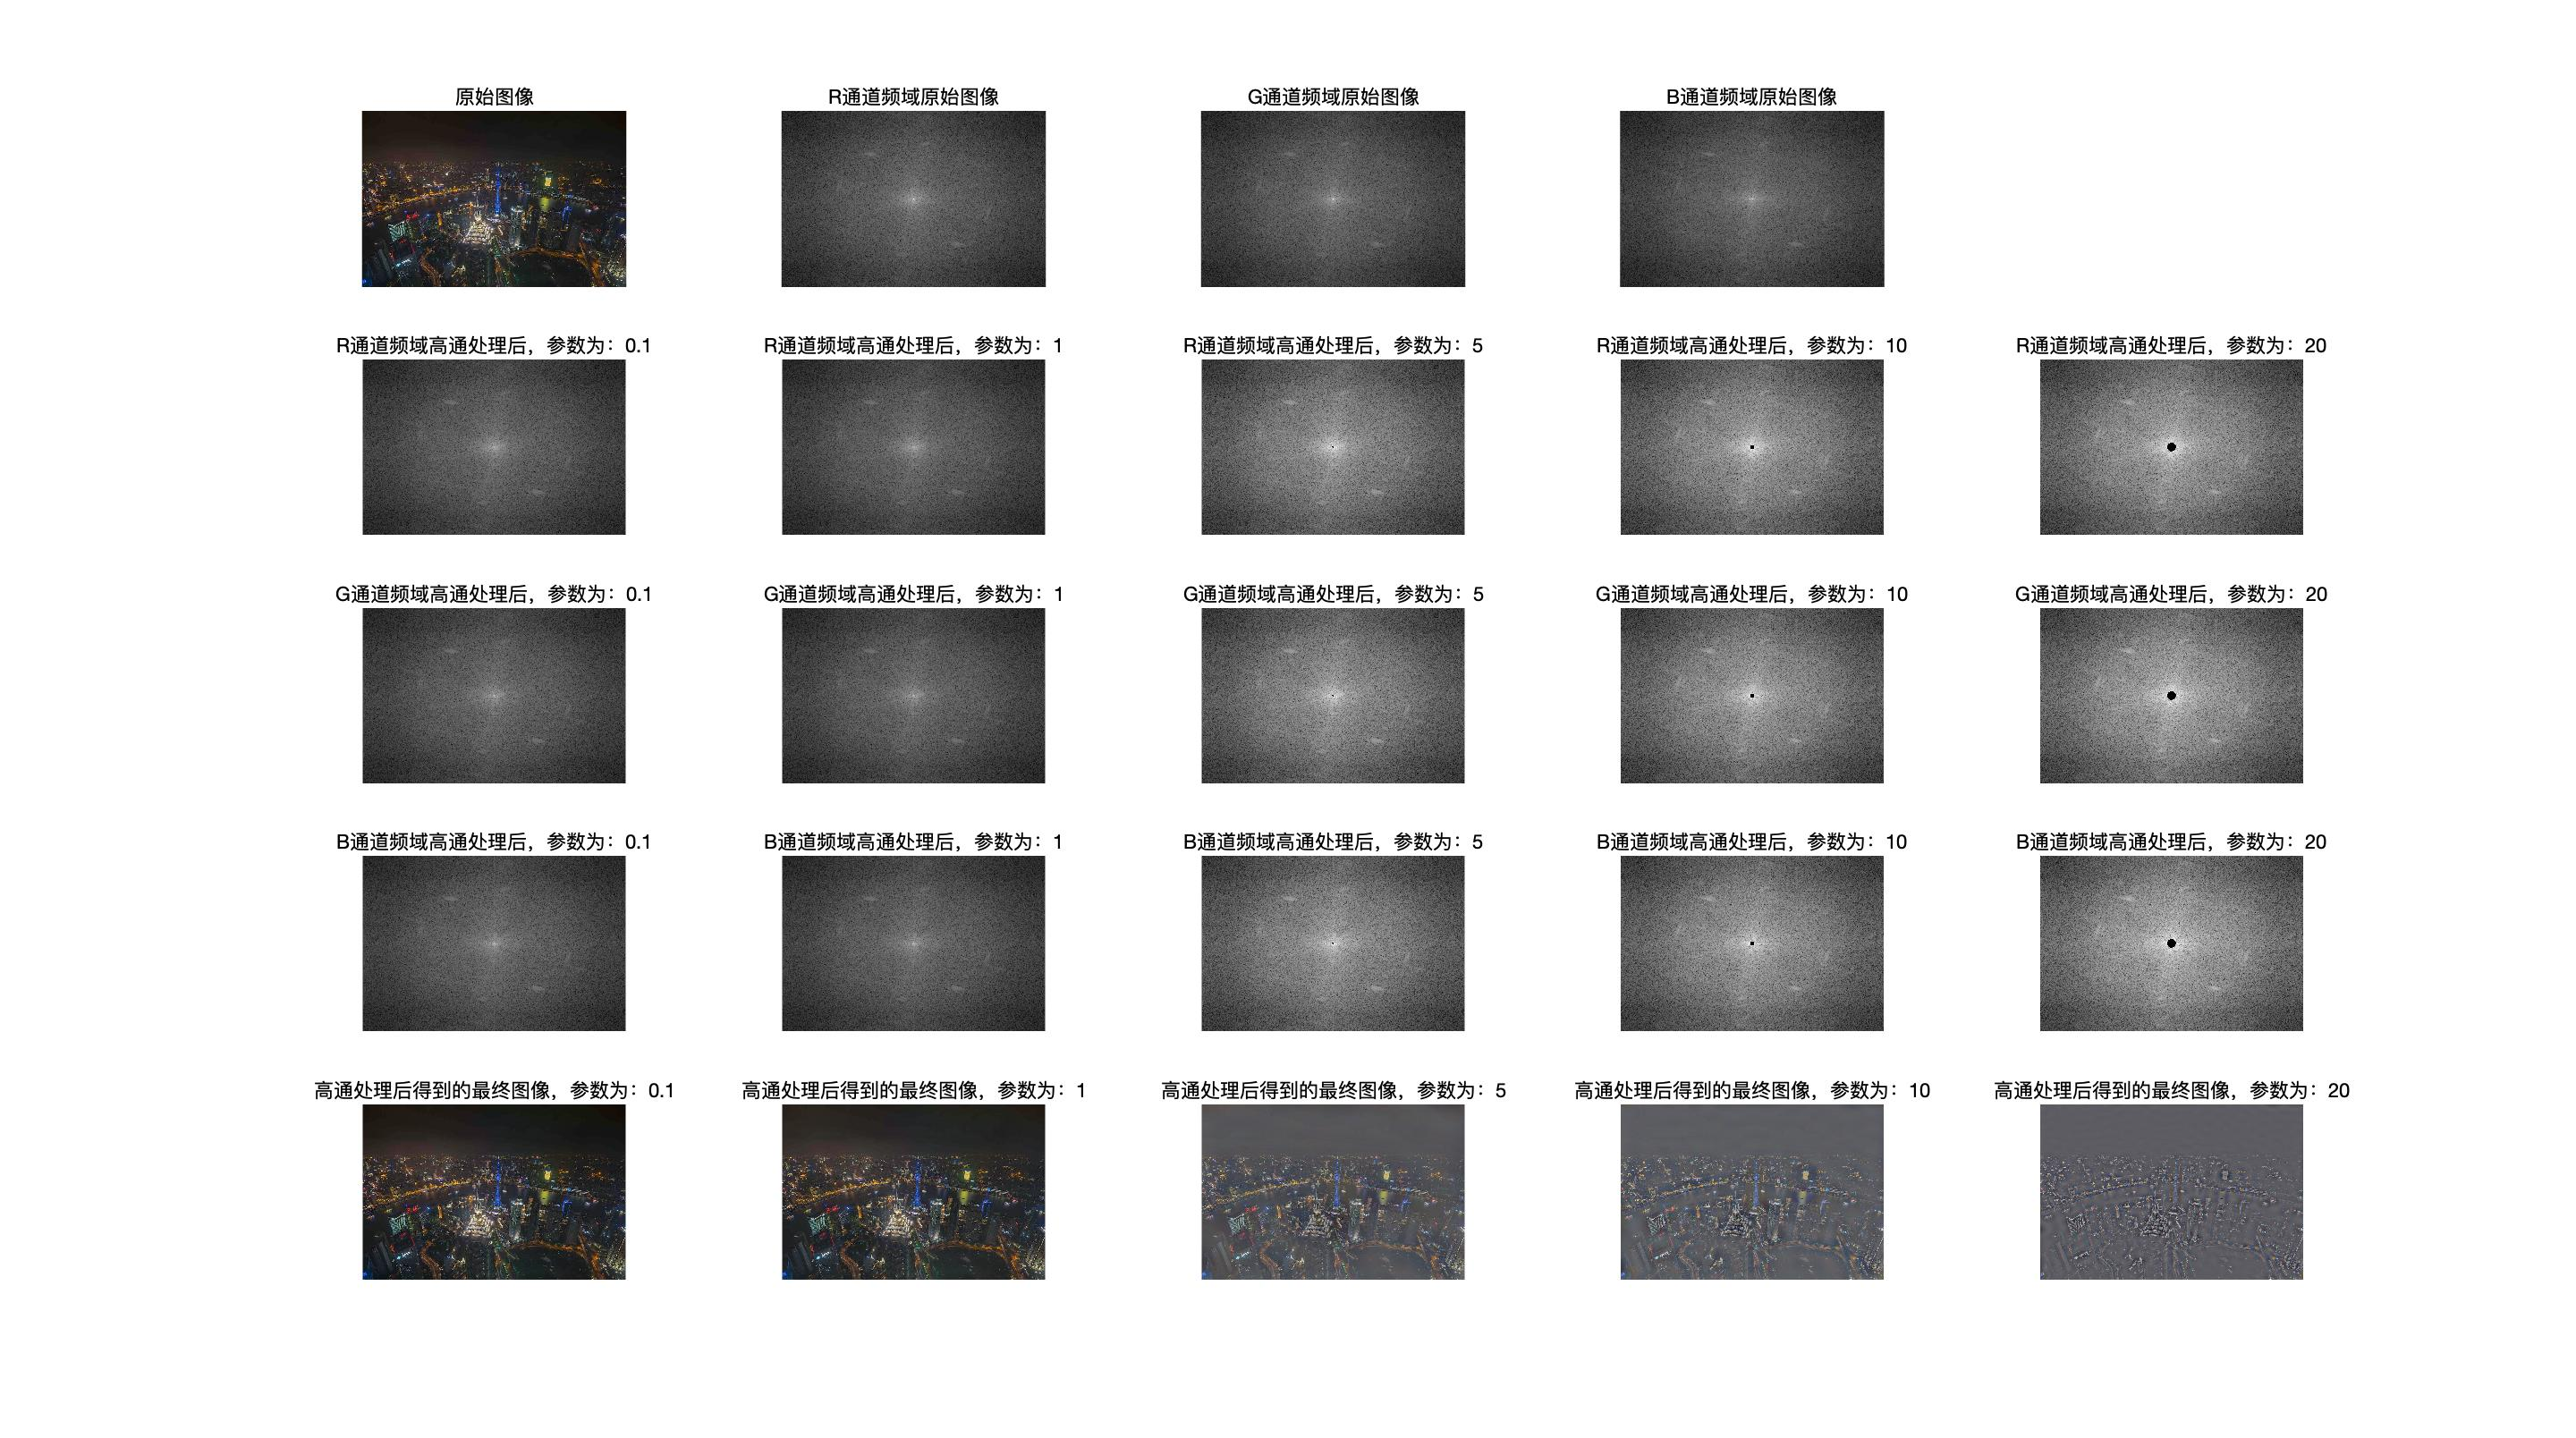 原始图像
R通道频域原始图像
G通道频域原始图像
B通道频域原始图像
R通道频域高通处理后，参数为：0.1
R通道频域高通处理后，参数为：1
R通道频域高通处理后，参数为：5
R通道频域高通处理后，参数为：10
R通道频域高通处理后，参数为：20
G通道频域高通处理后，参数为：0.1
G通道频域高通处理后，参数为：1
G通道频域高通处理后，参数为：5
G通道频域高通处理后，参数为：10
G通道频域高通处理后，参数为：20
B通道频域高通处理后，参数为：0.1
B通道频域高通处理后，参数为：1
B通道频域高通处理后，参数为：5
B通道频域高通处理后，参数为：10
B通道频域高通处理后，参数为：20
高通处理后得到的最终图像，参数为：0.1
高通处理后得到的最终图像，参数为：1
高通处理后得到的最终图像，参数为：5
高通处理后得到的最终图像，参数为：10
高通处理后得到的最终图像，参数为：20